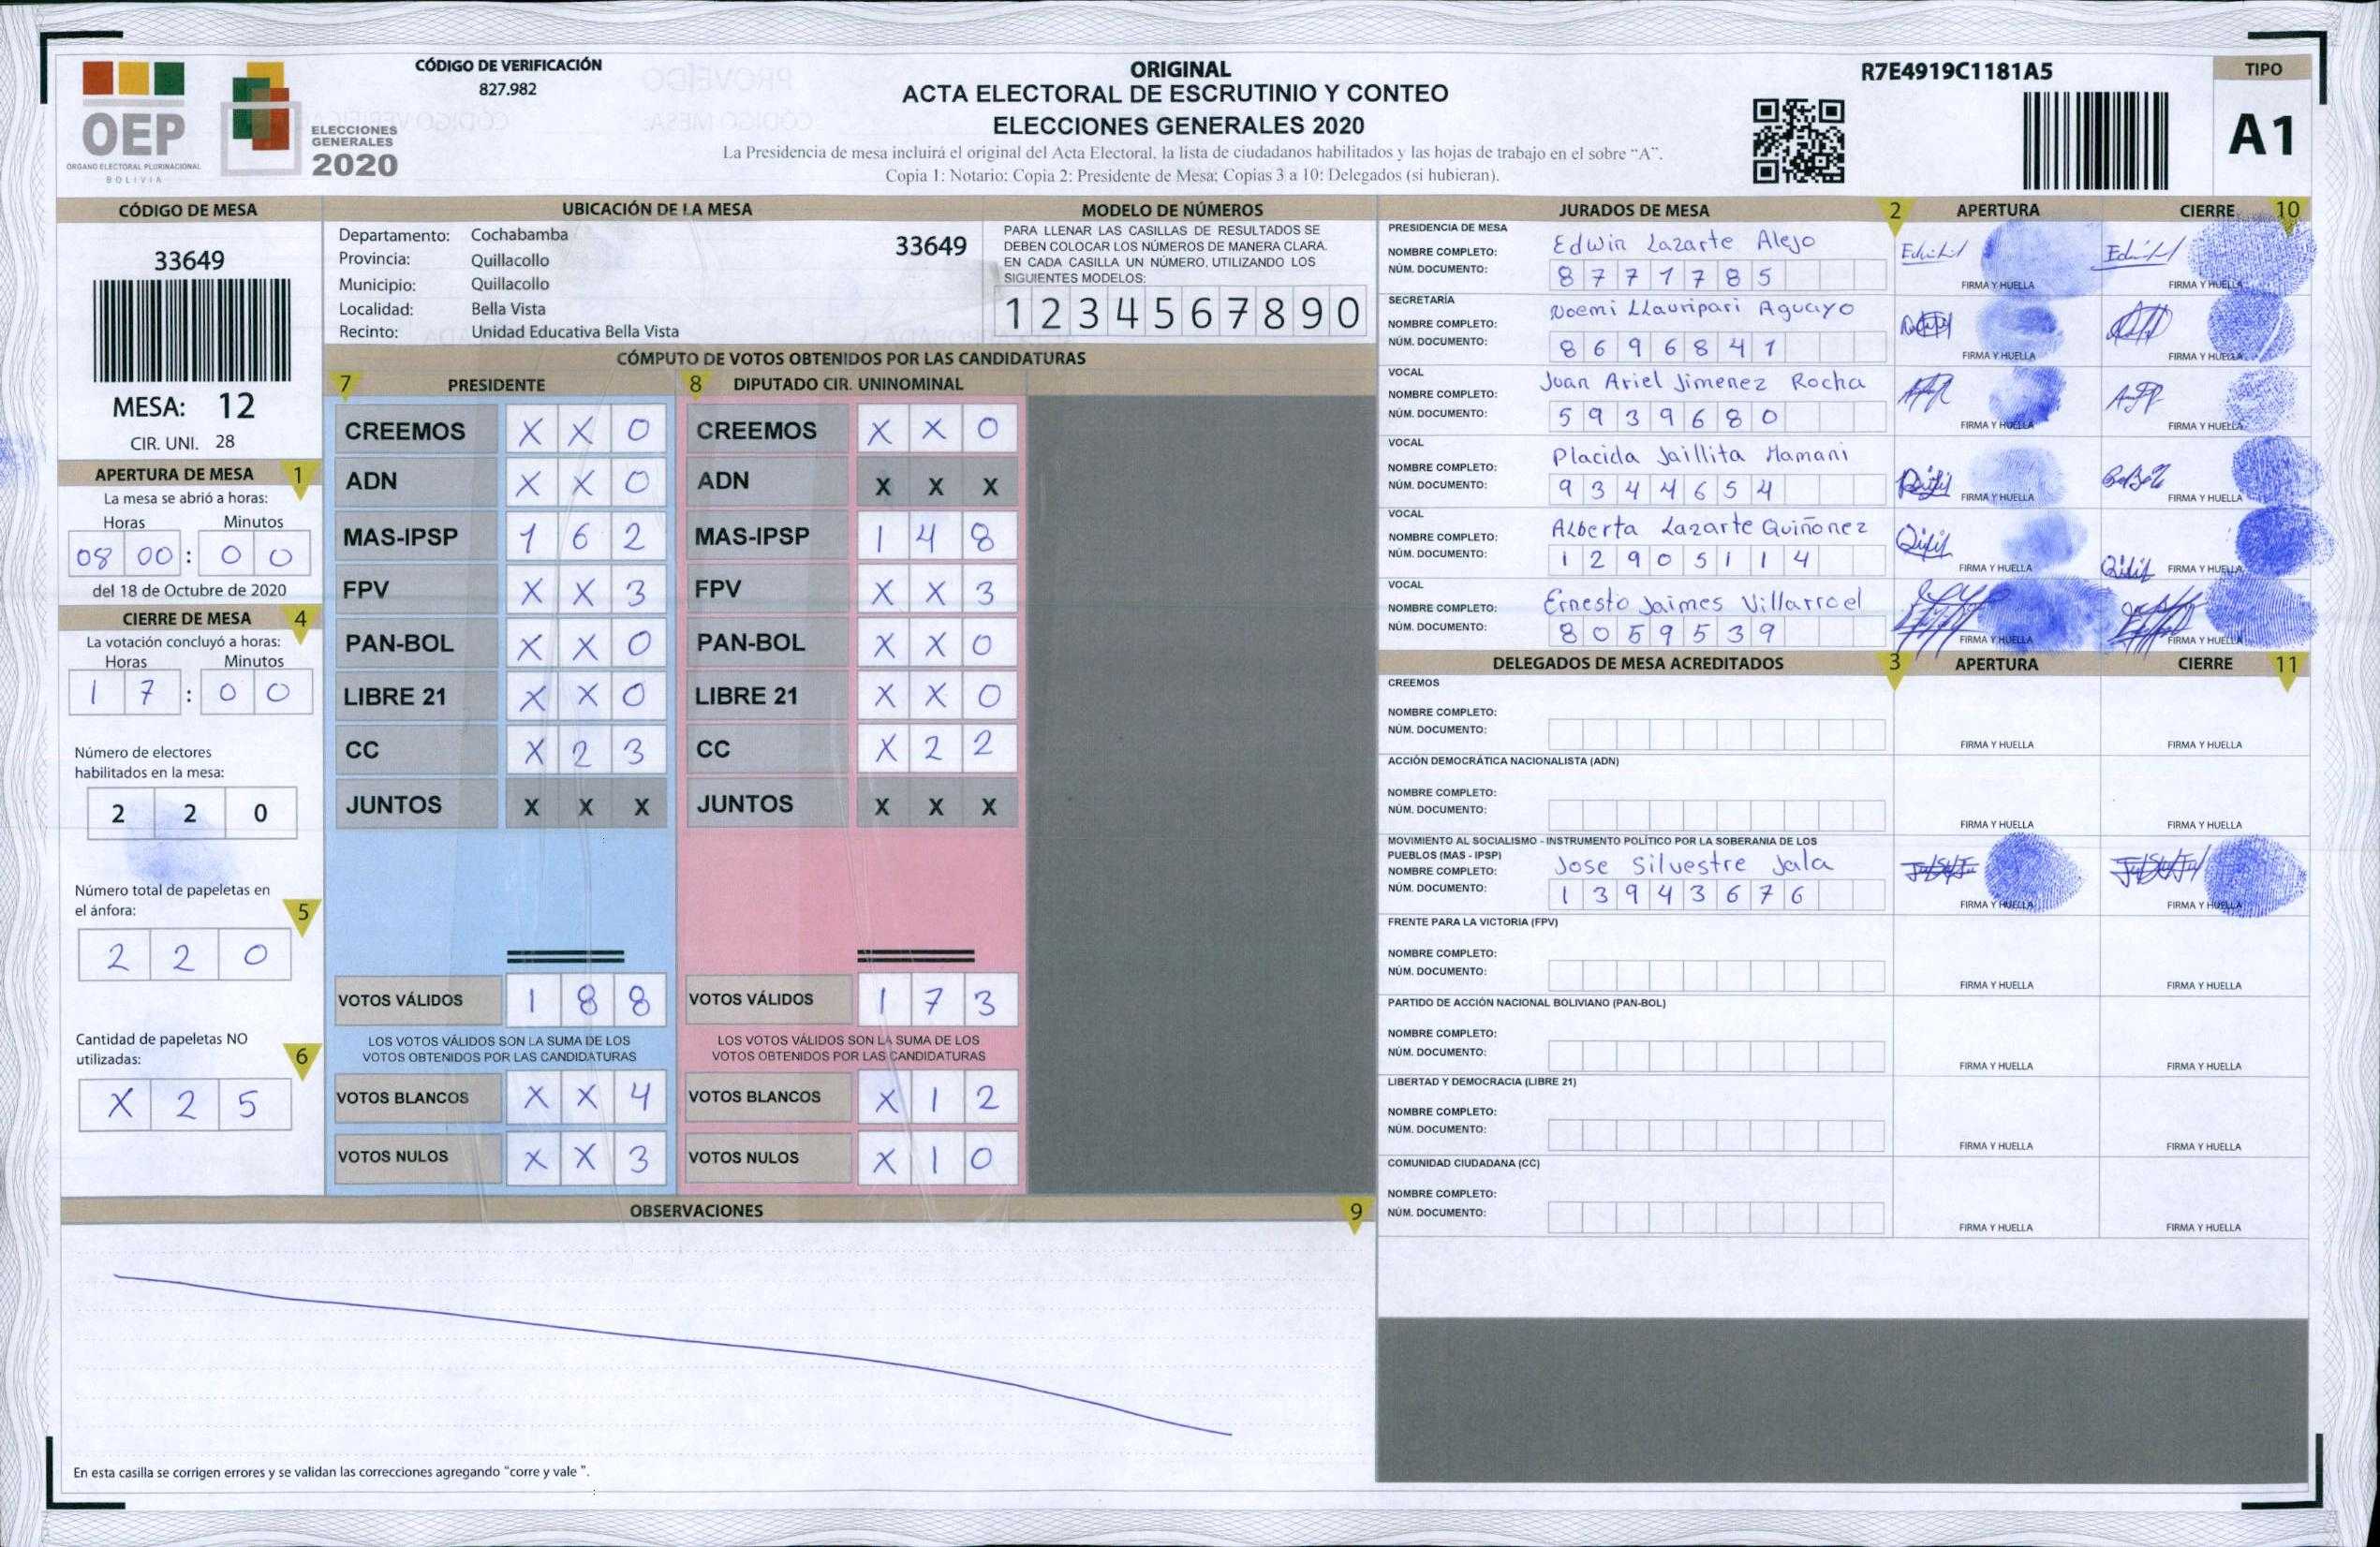 CÓDIGO DE VERIFICACIÓN
827.982
OEP
ÓRGANO ELECTORAL PLURINACIONAL
BOLIVIA
ELECCIONES
GENERALES
2020
ORIGINAL
ACTA ELECTORAL DE ESCRUTINIO Y CONTEO
ELECCIONES GENERALES 2020
La Presidencia de mesa incluirá el original del Acta Electoral, la lista de ciudadanos habilitados y las hojas de trabajo en el sobre “A”.
Copia 1: Notario; Copia 2: Presidente de Mesa; Copias 3 a 10: Delegados (si hubieran).
R7E4919C1181A5
TIPO
A1
CÓDIGO DE MESA
33649
MESA: 12
CIR. UNI. 28
APERTURA DE MESA 1
La mesa se abrió a horas:
Horas Minutos
08 00 : 0 0
del 18 de Octubre de 2020
CIERRE DE MESA 4
La votación concluyó a horas:
Horas Minutos
1 7 : 0 0
Número de electores
habilitados en la mesa:
2 2 0
Número total de papeletas en
el ánfora: 5
2 2 0
Cantidad de papeletas NO
utilizadas: 6
X 2 5
UBICACIÓN DE LA MESA
Departamento: Cochabamba
33649
Provincia: Quillacollo
Municipio: Quillacollo
Localidad: Bella Vista
Recinto: Unidad Educativa Bella Vista
MODELO DE NÚMEROS
PARA LLENAR LAS CASILLAS DE RESULTADOS SE
DEBEN COLOCAR LOS NÚMEROS DE MANERA CLARA.
EN CADA CASILLA UN NÚMERO, UTILIZANDO LOS
SIGUIENTES MODELOS:
1 2 3 4 5 6 7 8 9 0
CÓMPUTO DE VOTOS OBTENIDOS POR LAS CANDIDATURAS
7 PRESIDENTE 8 DIPUTADO CIR. UNINOMINAL
CREEMOS X X 0 CREEMOS X X 0
ADN X X 0 ADN X X X
MAS-IPSP 1 6 2 MAS-IPSP 1 4 8
FPV X X 3 FPV X X 3
PAN-BOL X X 0 PAN-BOL X X 0
LIBRE 21 X X 0 LIBRE 21 X X 0
CC X 2 3 CC X 2 2
JUNTOS X X X JUNTOS X X X
VOTOS VÁLIDOS 1 8 8 VOTOS VÁLIDOS 1 7 3
LOS VOTOS VÁLIDOS SON LA SUMA DE LOS LOS VOTOS VÁLIDOS SON LA SUMA DE LOS
VOTOS OBTENIDOS POR LAS CANDIDATURAS VOTOS OBTENIDOS POR LAS CANDIDATURAS
VOTOS BLANCOS X X 4 VOTOS BLANCOS X 1 2
VOTOS NULOS X X 3 VOTOS NULOS X 1 0
OBSERVACIONES 9
En esta casilla se corrigen errores y se validan las correcciones agregando “corre y vale ”.
JURADOS DE MESA 2 APERTURA CIERRE 10
PRESIDENCIA DE MESA
NOMBRE COMPLETO: Edwin Lazarte Alejo
NÚM. DOCUMENTO: 8 7 7 1 7 8 5
FIRMA Y HUELLA FIRMA Y HUELLA
SECRETARÍA
NOMBRE COMPLETO: Noemi Llauripari Aguayo
NÚM. DOCUMENTO: 8 6 9 6 8 4 1
FIRMA Y HUELLA FIRMA Y HUELLA
VOCAL
NOMBRE COMPLETO: Juan Ariel Jimenez Rocha
NÚM. DOCUMENTO: 5 9 3 9 6 8 0
FIRMA Y HUELLA FIRMA Y HUELLA
VOCAL
NOMBRE COMPLETO: Placida Jaillita Mamani
NÚM. DOCUMENTO: 9 3 4 4 6 5 4
FIRMA Y HUELLA FIRMA Y HUELLA
VOCAL
NOMBRE COMPLETO: Alberta Lazarte Quiñonez
NÚM. DOCUMENTO: 1 2 9 0 5 1 1 4
FIRMA Y HUELLA FIRMA Y HUELLA
VOCAL
NOMBRE COMPLETO: Ernesto Jaimes Villarroel
NÚM. DOCUMENTO: 8 0 5 9 5 3 9
FIRMA Y HUELLA FIRMA Y HUELLA
DELEGADOS DE MESA ACREDITADOS 3 APERTURA CIERRE 11
CREEMOS
NOMBRE COMPLETO:
NÚM. DOCUMENTO:
FIRMA Y HUELLA FIRMA Y HUELLA
ACCIÓN DEMOCRÁTICA NACIONALISTA (ADN)
NOMBRE COMPLETO:
NÚM. DOCUMENTO:
FIRMA Y HUELLA FIRMA Y HUELLA
MOVIMIENTO AL SOCIALISMO - INSTRUMENTO POLÍTICO POR LA SOBERANIA DE LOS
PUEBLOS (MAS - IPSP)
NOMBRE COMPLETO: Jose Silvestre Jala
NÚM. DOCUMENTO: 1 3 9 4 3 6 7 6
FIRMA Y HUELLA FIRMA Y HUELLA
FRENTE PARA LA VICTORIA (FPV)
NOMBRE COMPLETO:
NÚM. DOCUMENTO:
FIRMA Y HUELLA FIRMA Y HUELLA
PARTIDO DE ACCIÓN NACIONAL BOLIVIANO (PAN-BOL)
NOMBRE COMPLETO:
NÚM. DOCUMENTO:
FIRMA Y HUELLA FIRMA Y HUELLA
LIBERTAD Y DEMOCRACIA (LIBRE 21)
NOMBRE COMPLETO:
NÚM. DOCUMENTO:
FIRMA Y HUELLA FIRMA Y HUELLA
COMUNIDAD CIUDADANA (CC)
NOMBRE COMPLETO:
NÚM. DOCUMENTO:
FIRMA Y HUELLA FIRMA Y HUELLA